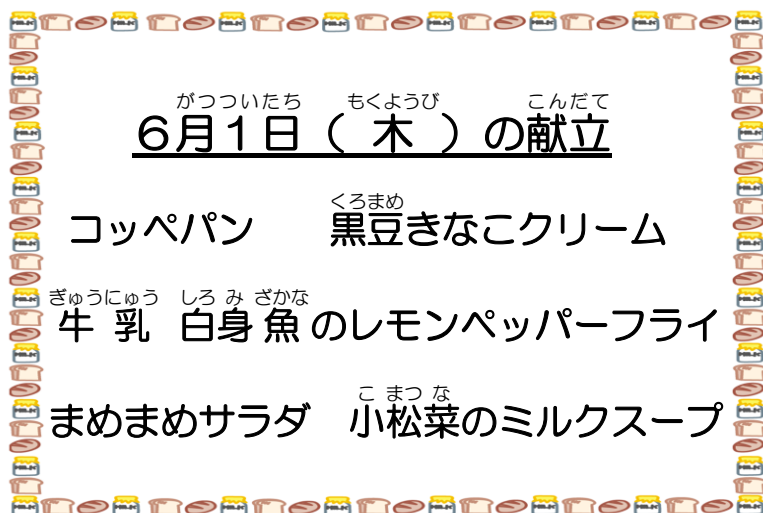 がつついたち もくようび こんだて
６月１日（ 木 ）の献立
くろまめ
コッペパン 黒豆きなこクリーム
ぎゅうにゅう しろ み ざかな
牛 乳 白身魚のレモンペッパーフライ
こ まつ な
まめまめサラダ 小松菜のミルクスープ